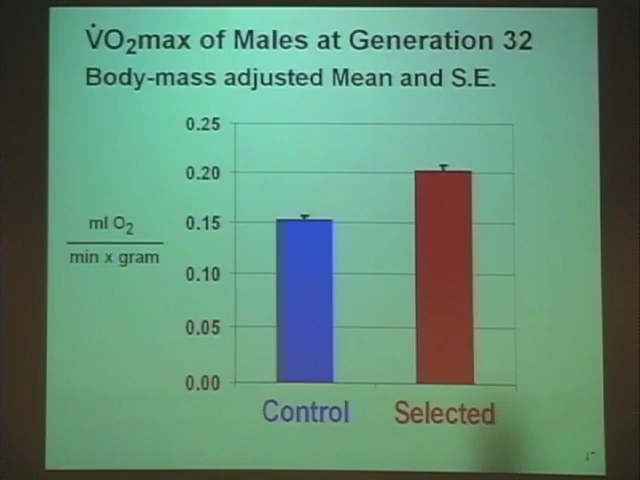 V̇O₂max of Males at Generation 32
Body-mass adjusted Mean and S.E.
0.25
0.20
0.15
0.10
0.05
0.00
ml O₂
min x gram
Control
Selected